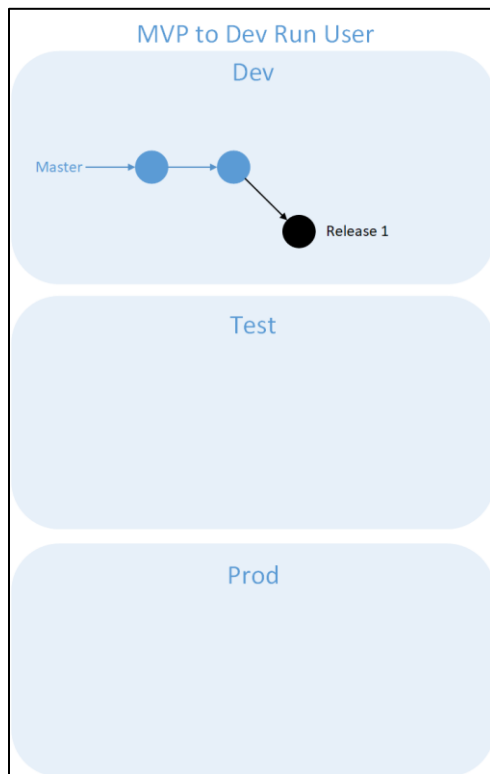 MVP to Dev Run User
Dev
Master
Release 1
Test
Prod